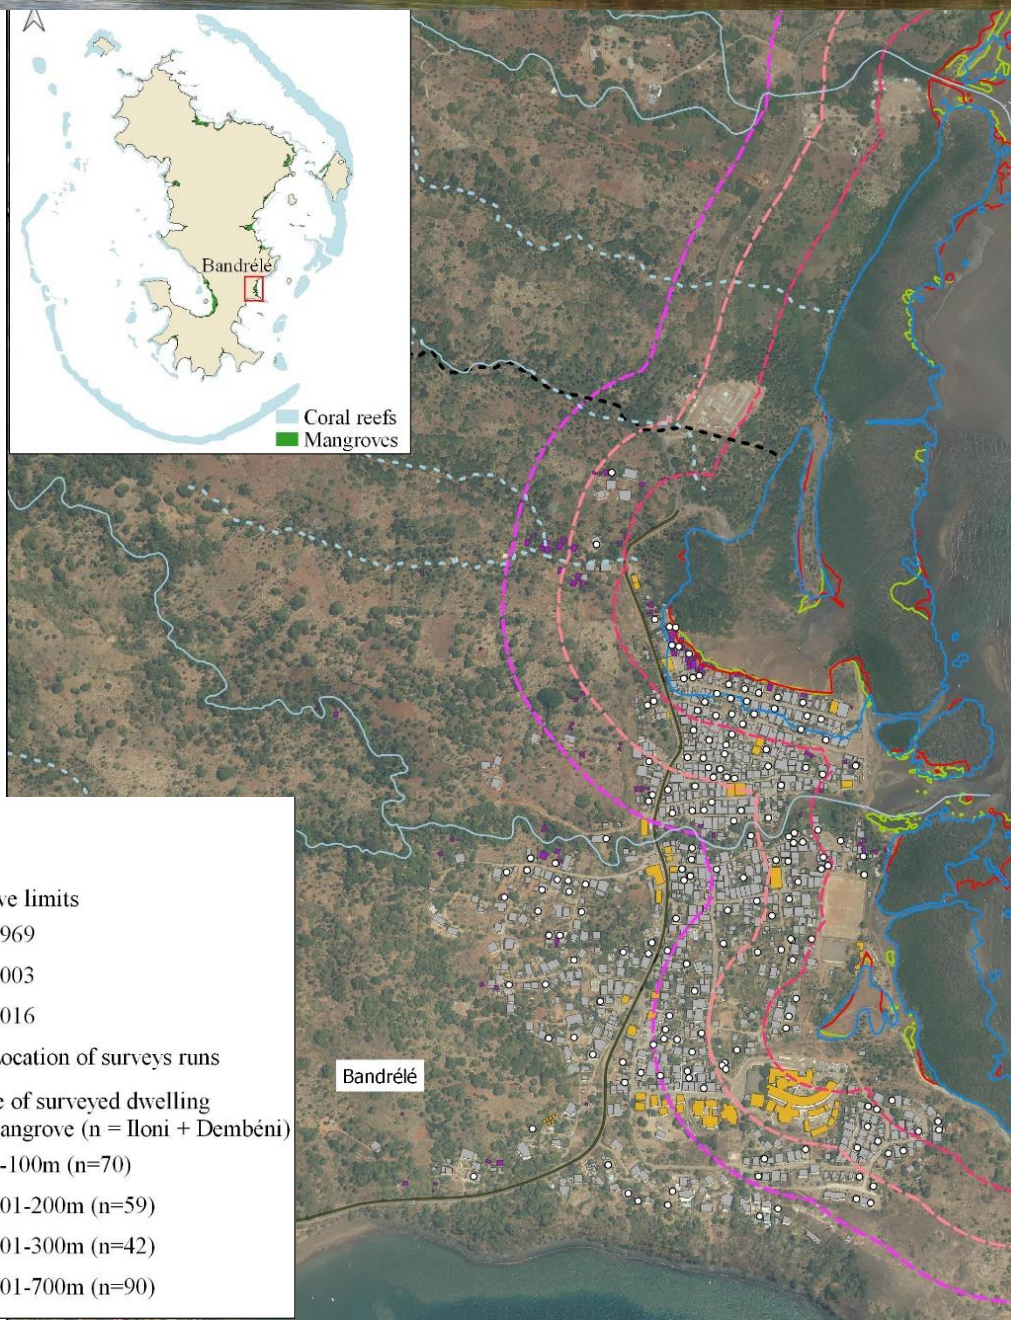 Bandrélé
Coral reefs
Mangroves
limits
969
003
016
ocation of surveys runs
of surveyed dwelling
angrove (n = Iloni + Dembéni)
-100m (n=70)
01-200m (n=59)
01-300m (n=42)
01-700m (n=90)
Bandrélé